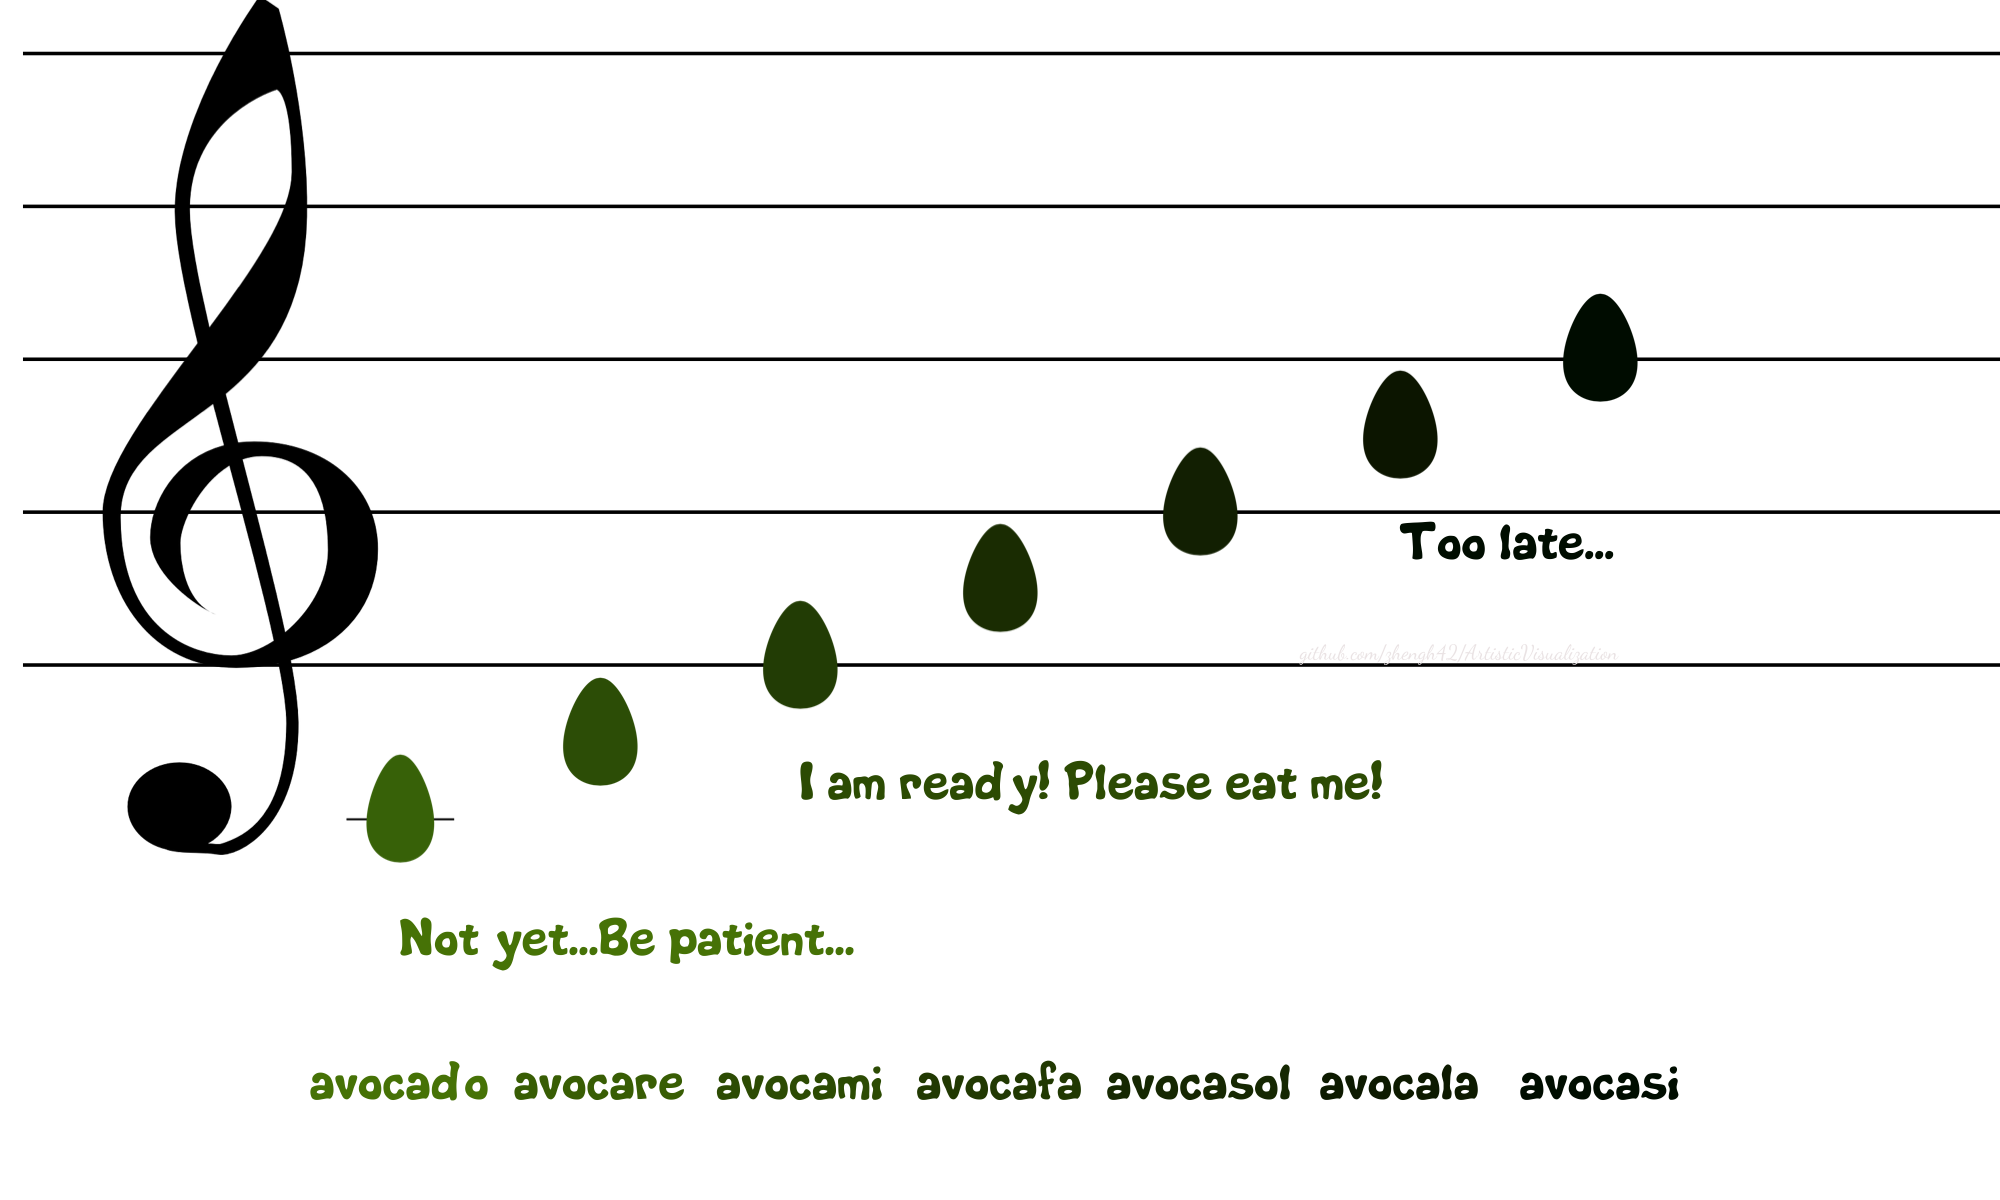 Too late...
github.com/zhengh42/ArtisticVisualization
I am ready! Please eat me!
Not yet...Be patient...
avocado avocare avocami avocafa avocasol avocala avocasi